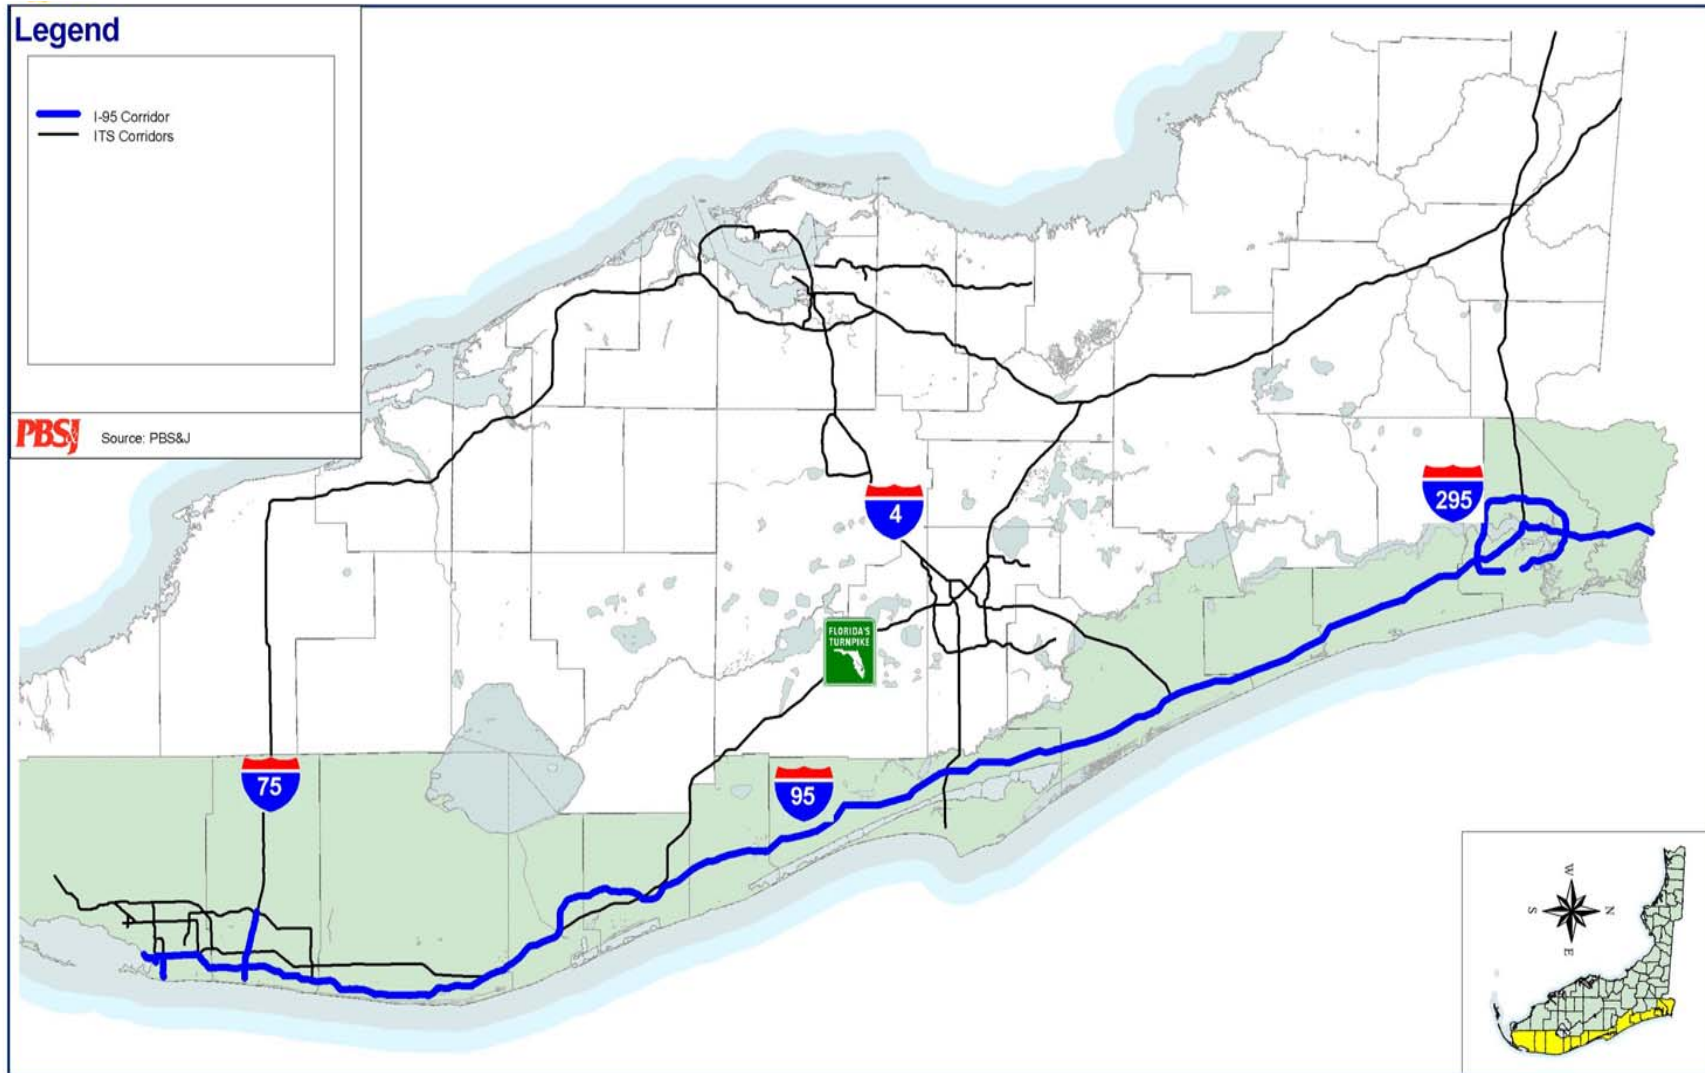 Legend
I-95 Corridor
ITS Corridors
PBSJ
Source: PBS&J
295
4
FLORIDA'S
TURNPIKE
75
95
W
S
N
E